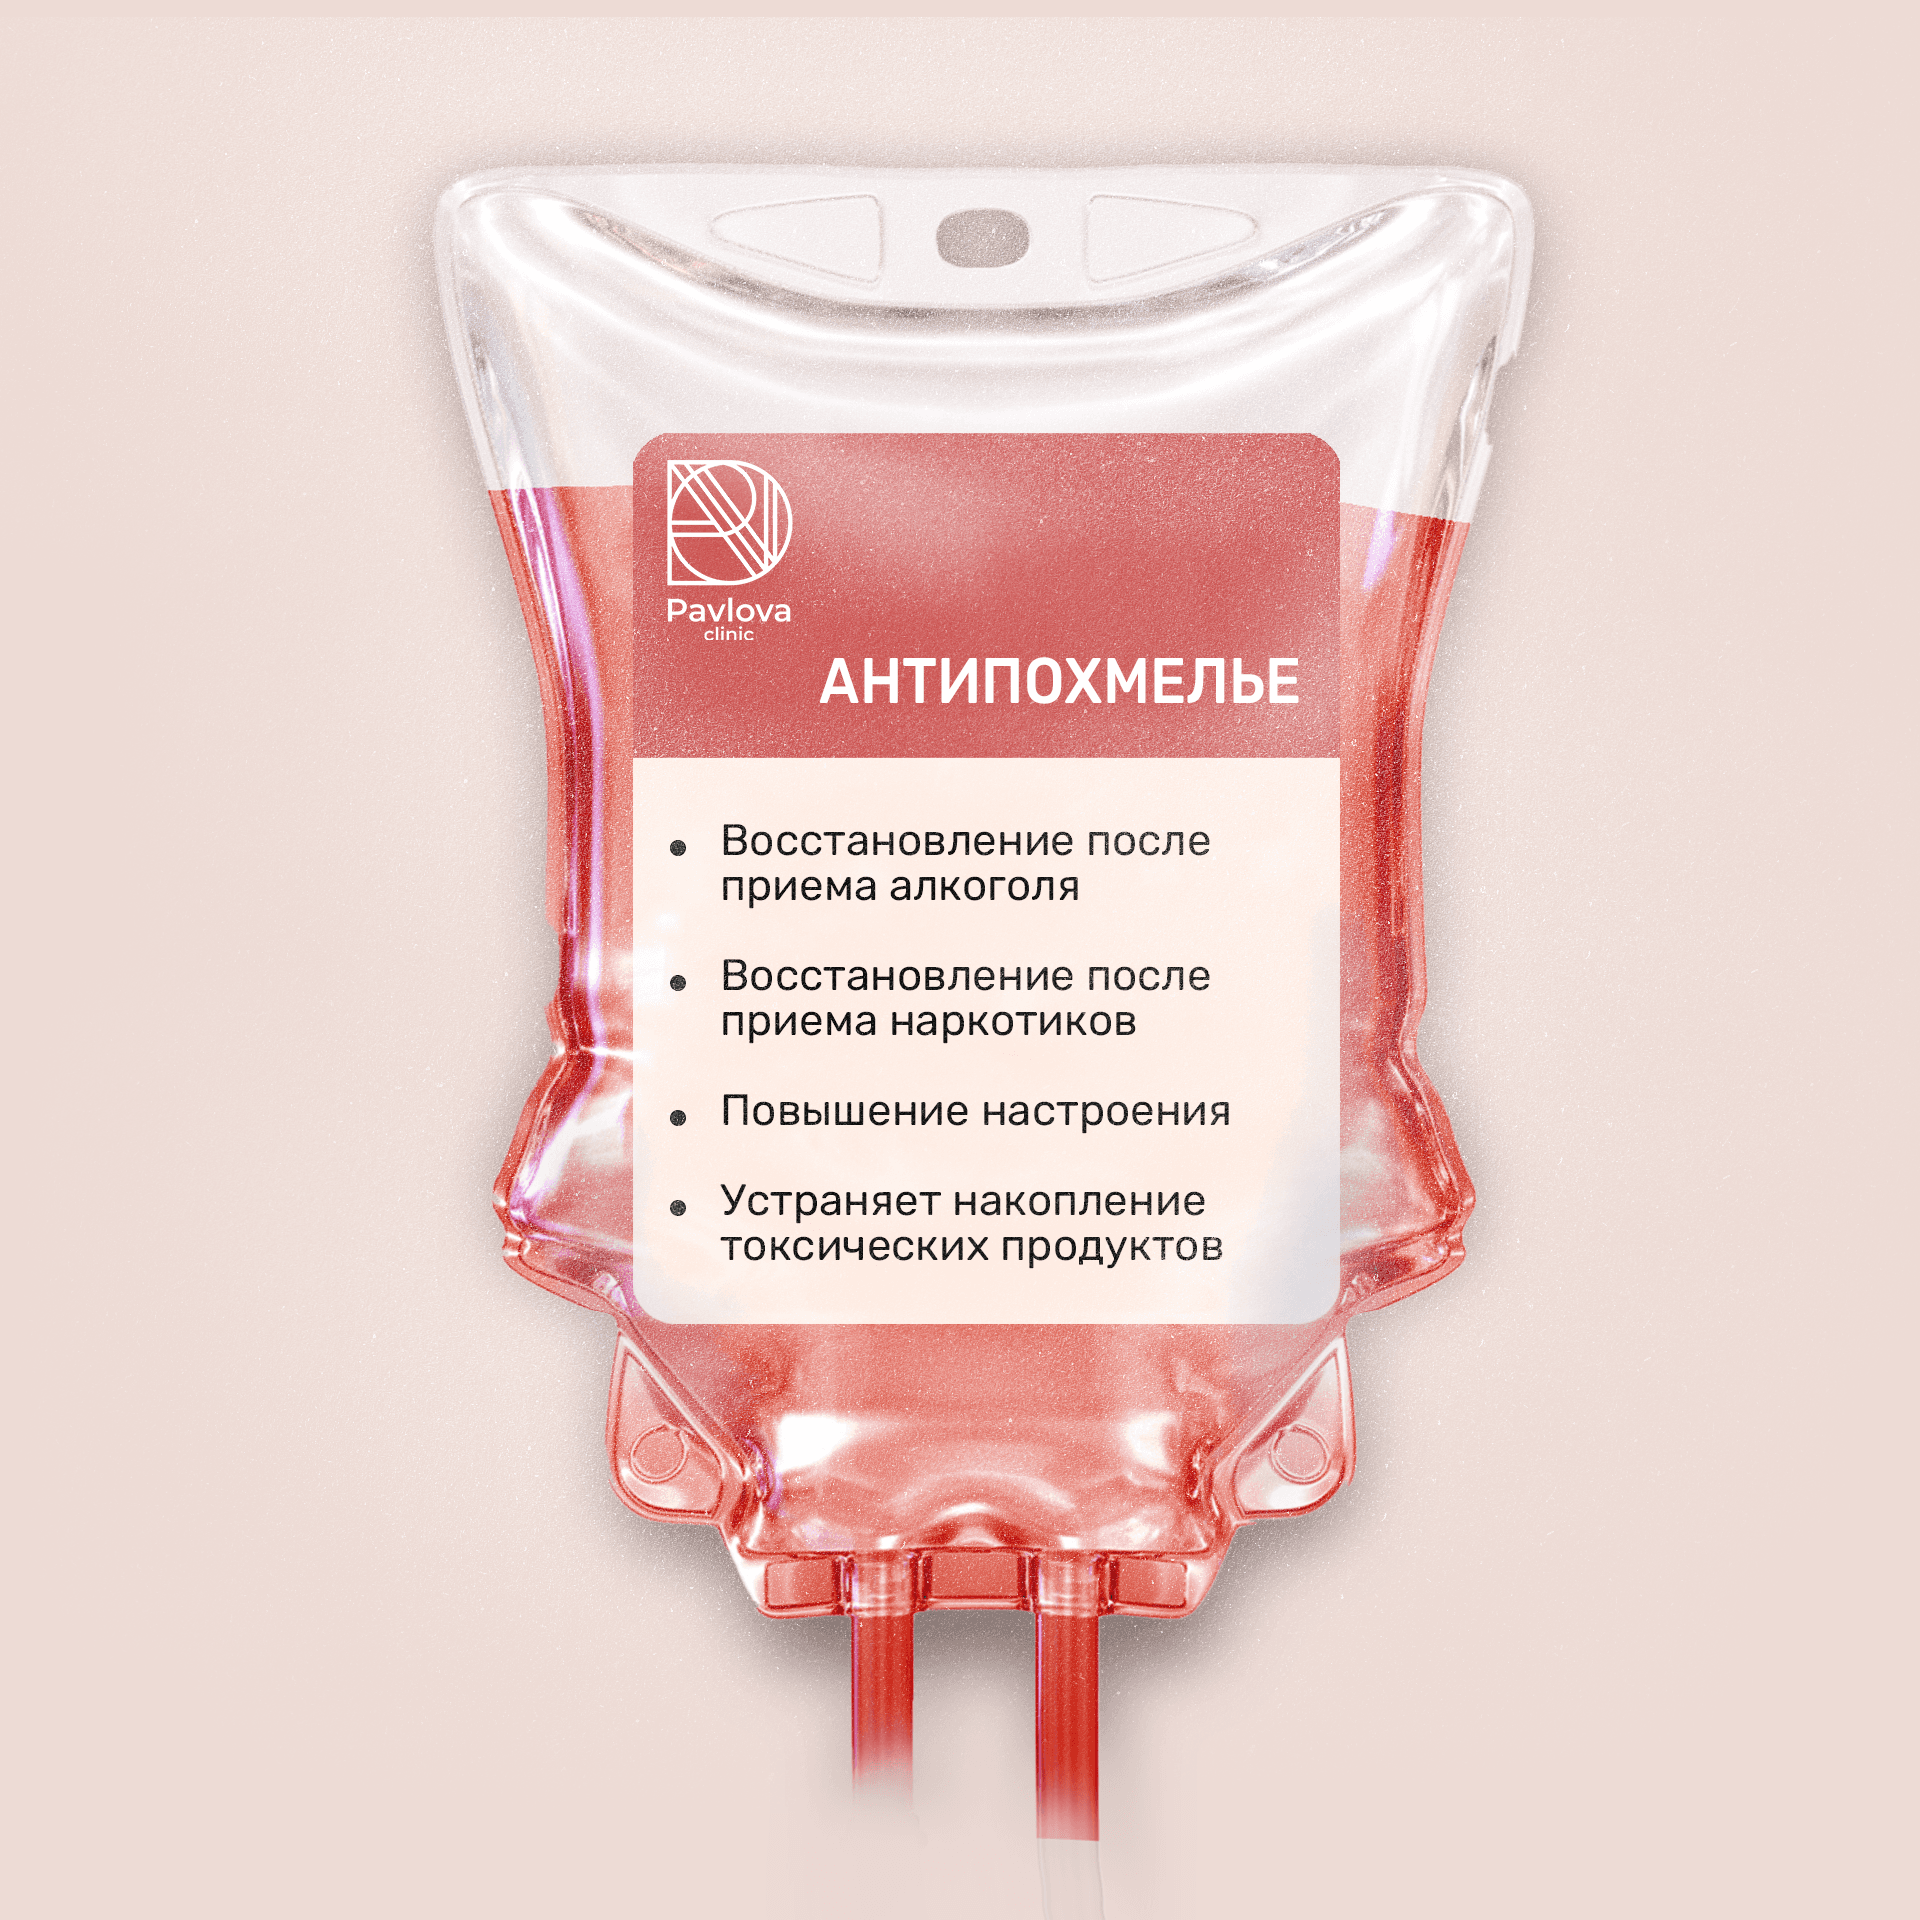 Pavlova
clinic
АНТИПОХМЕЛЬЕ
• Восстановление после
приема алкоголя
• Восстановление после
приема наркотиков
• Повышение настроения
• Устраняет накопление
токсических продуктов